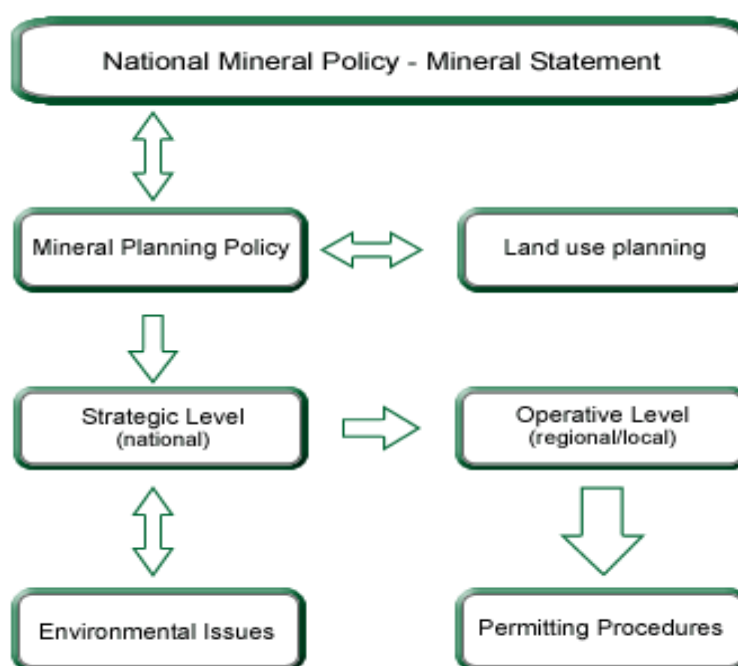 National Mineral Policy - Mineral Statement
Mineral Planning Policy
Land use planning
Strategic Level
(national)
Operative Level
(regional/local)
Environmental Issues
Permitting Procedures